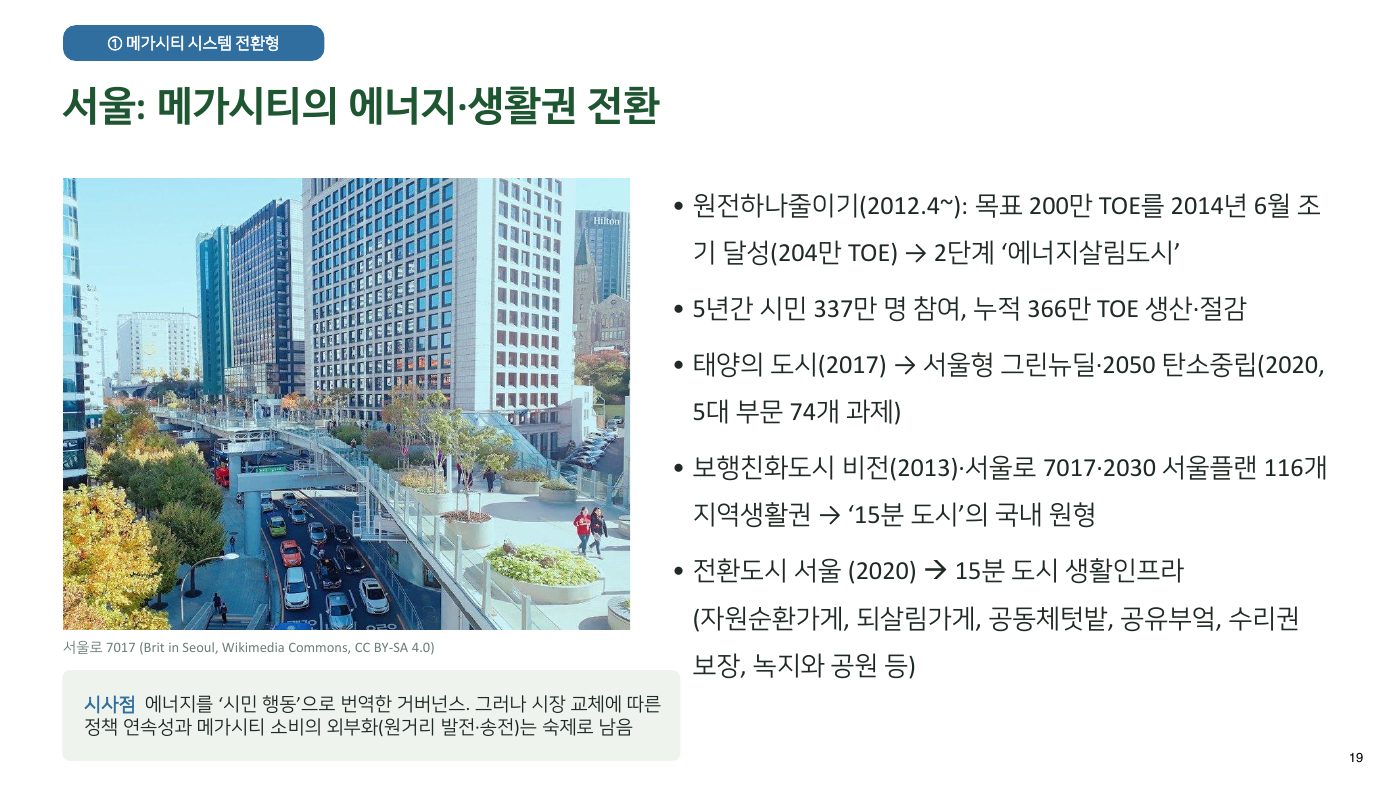 ① 메가시티 시스템 전환형
서울: 메가시티의 에너지·생활권 전환
Hilton
서울로 7017 (Brit in Seoul, Wikimedia Commons, CC BY-SA 4.0)
시사점 에너지를 ‘시민 행동’으로 번역한 거버넌스. 그러나 시장 교체에 따른
정책 연속성과 메가시티 소비의 외부화(원거리 발전·송전)는 숙제로 남음
• 원전하나줄이기(2012.4~): 목표 200만 TOE를 2014년 6월 조
기 달성(204만 TOE) → 2단계 ‘에너지살림도시’
• 5년간 시민 337만 명 참여, 누적 366만 TOE 생산·절감
• 태양의 도시(2017) → 서울형 그린뉴딜·2050 탄소중립(2020,
5대 부문 74개 과제)
• 보행친화도시 비전(2013)·서울로 7017·2030 서울플랜 116개
지역생활권 → ‘15분 도시’의 국내 원형
• 전환도시 서울 (2020) → 15분 도시 생활인프라
(자원순환가게, 되살림가게, 공동체텃밭, 공유부엌, 수리권
보장, 녹지와 공원 등)
19